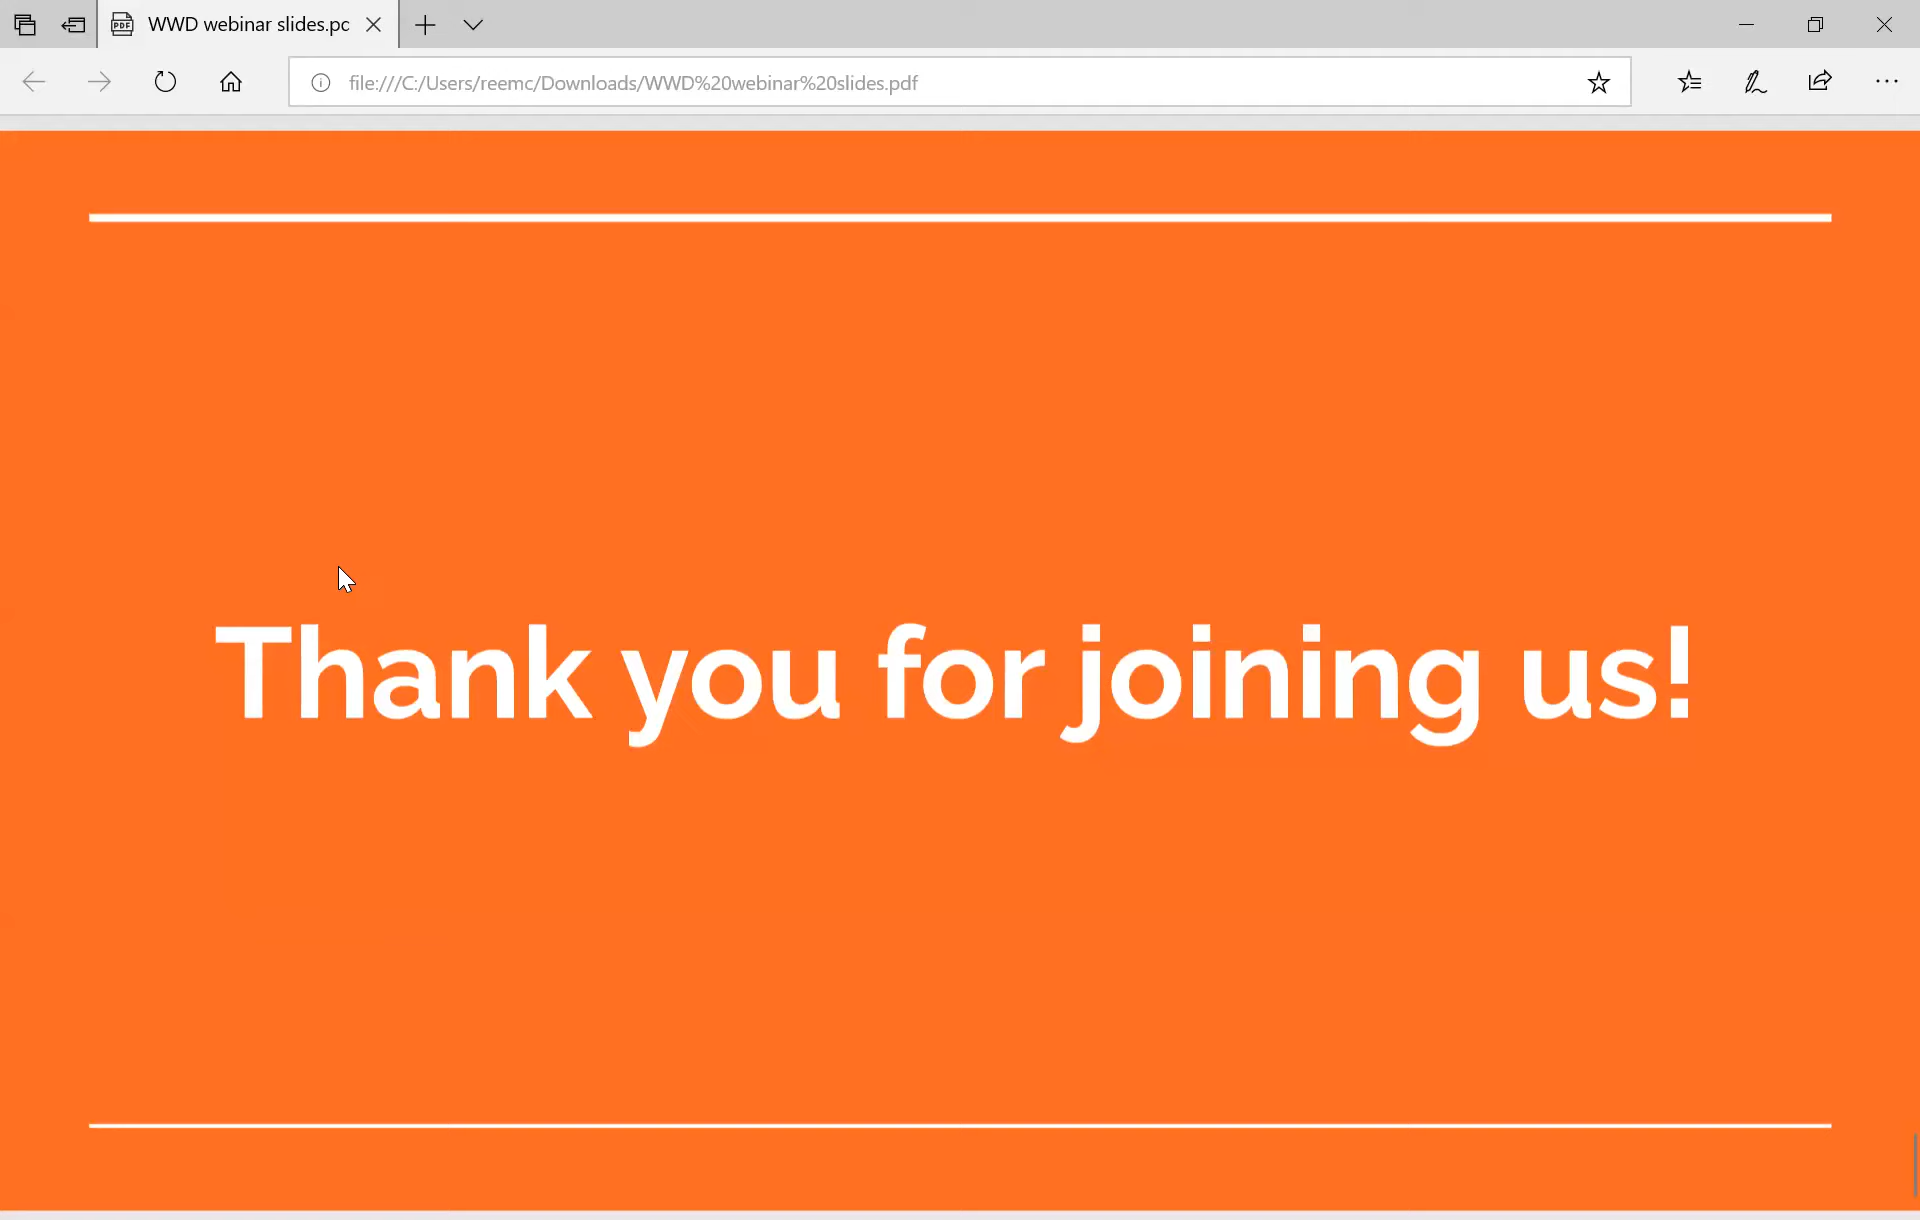 WWD webinar slides.pc
file:///C:/Users/reemc/Downloads/WWD%20webinar%20slides.pdf
Thank you for joining us!